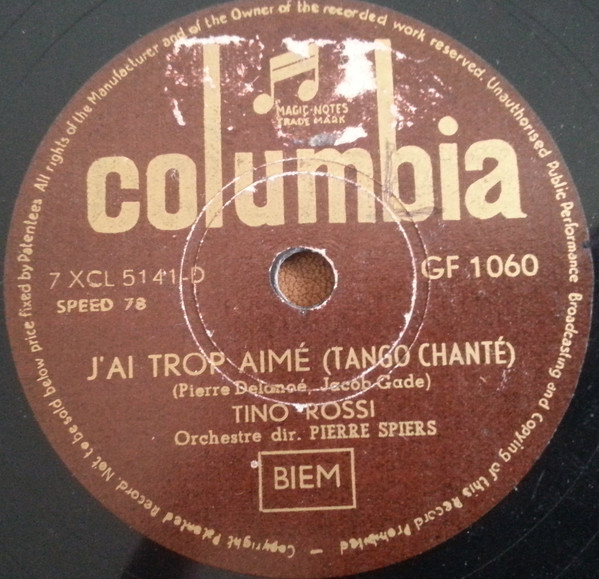 All rights of the Manufacturer and of the Owner of the recorded work reserved. Unauthorised Public Performance Broadcasting and Copying of this Record Prohibited – Copyright Patented Record. Not to be sold below price fixed by Patentees
MAGIC NOTES
TRADE MARK
columbia
7 XCL 5141-D
GF 1060
SPEED 78
J'AI TROP AIMÉ (TANGO CHANTÉ)
(Pierre Delanoé, Jacob Gade)
TINO ROSSI
Orchestre dir. PIERRE SPIERS
BIEM